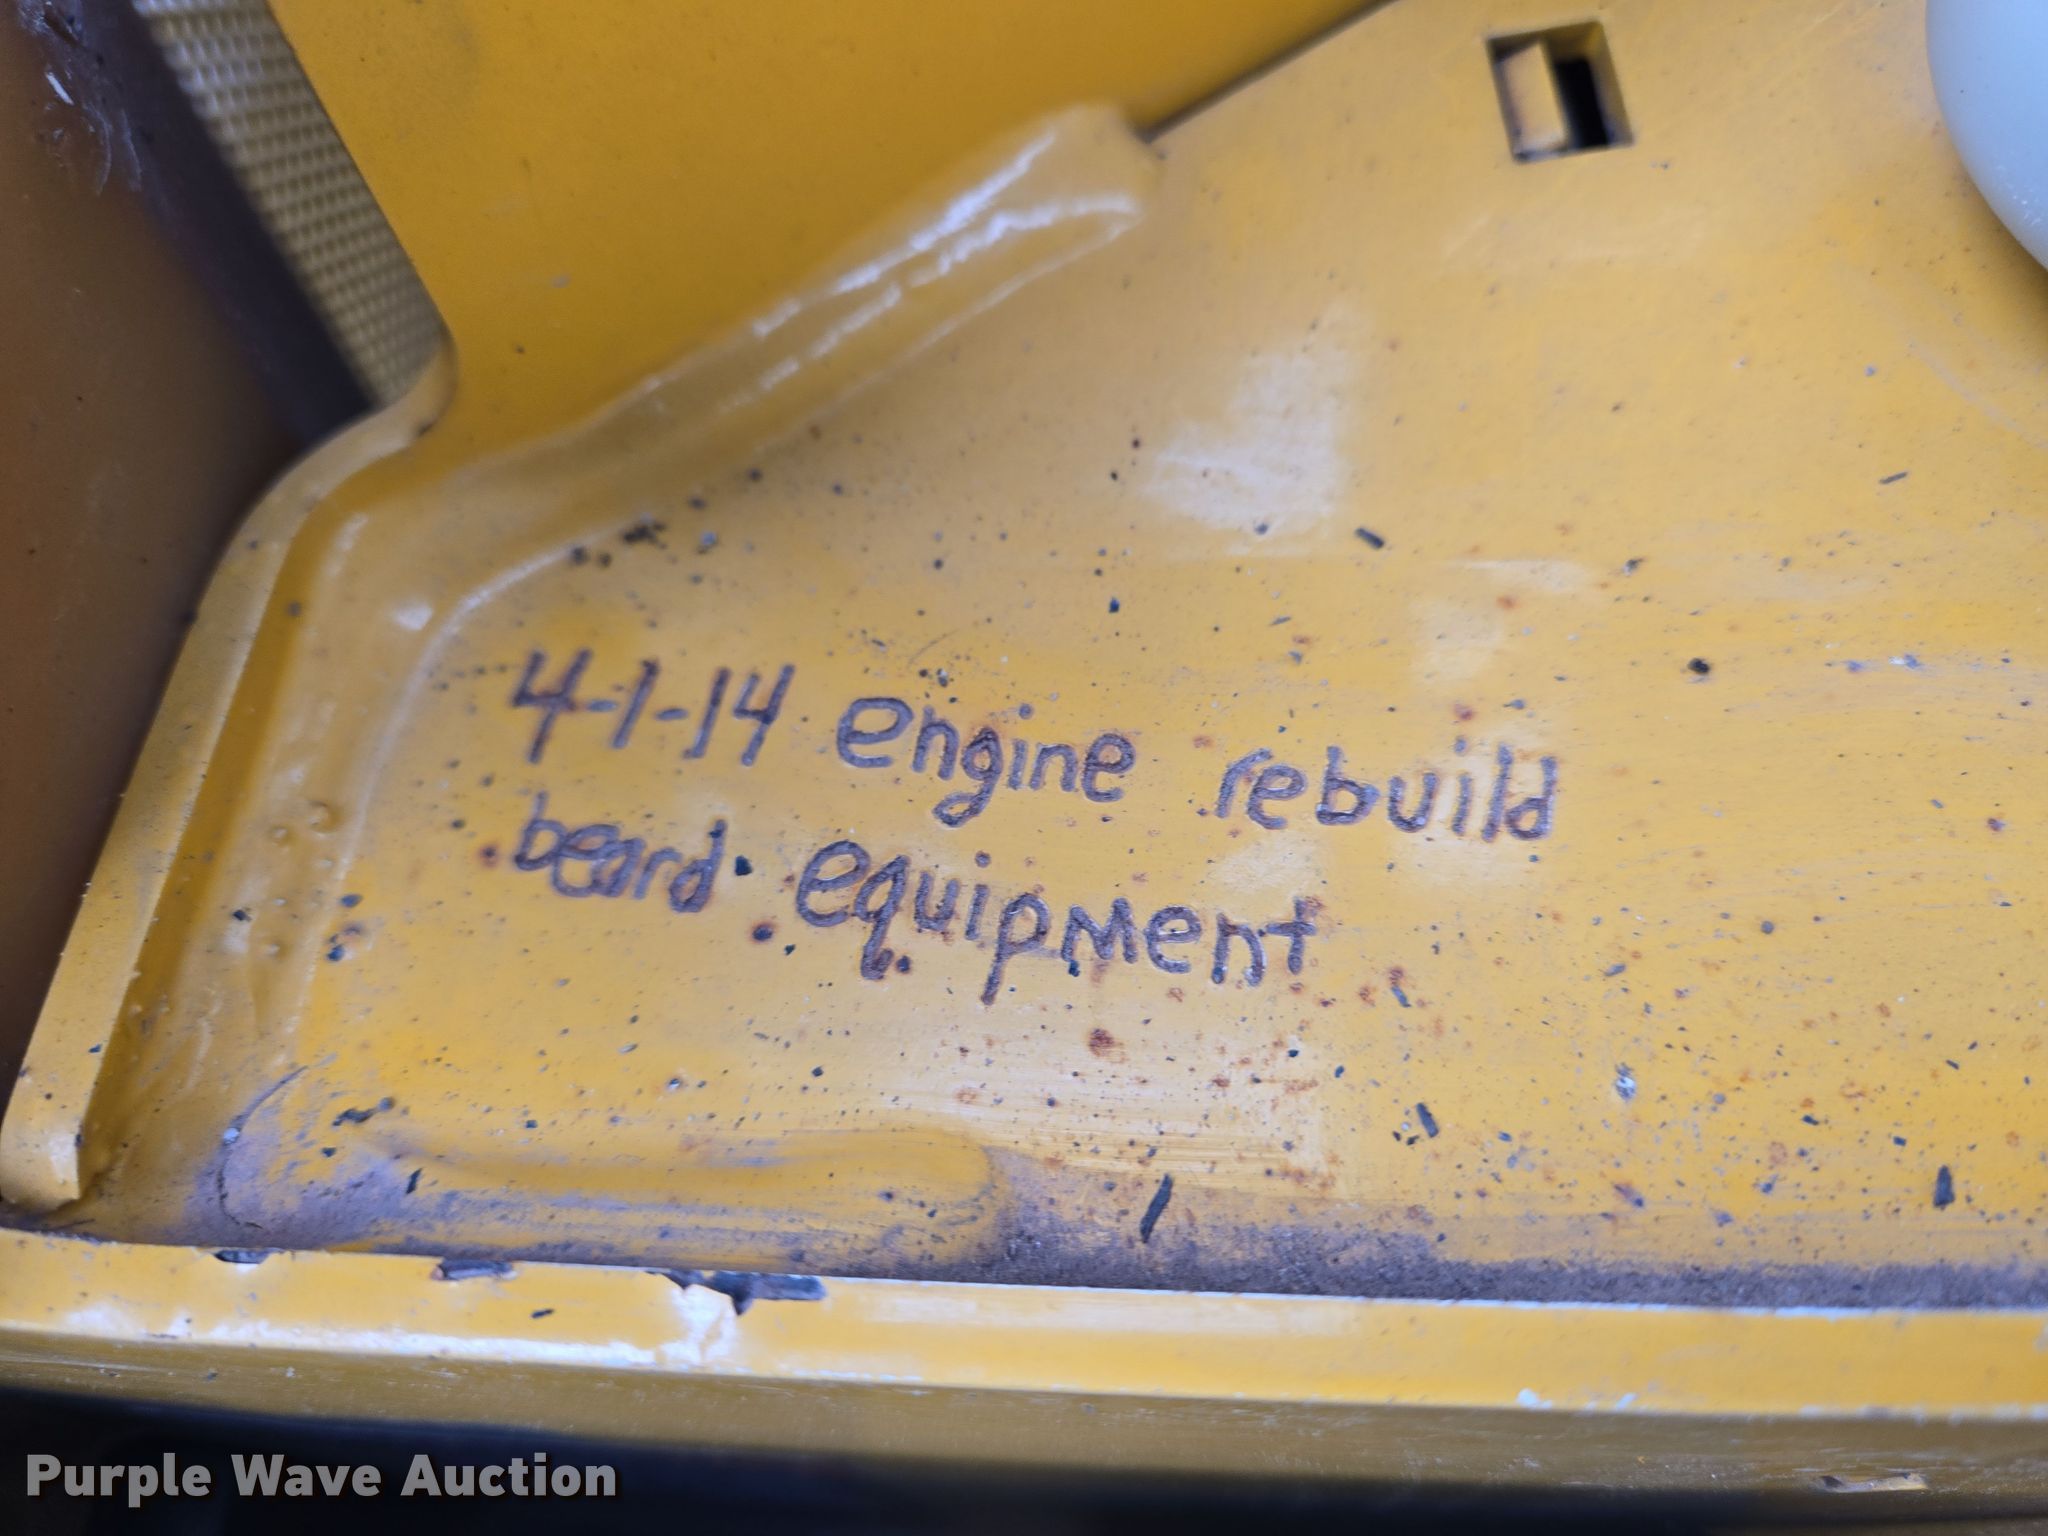 4-1-14 engine rebuild
beard equipment
Purple Wave Auction